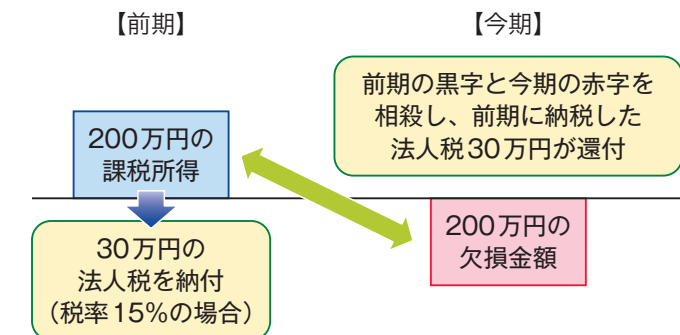 【前期】
【今期】
前期の黒字と今期の赤字を
相殺し、前期に納税した
法人税30万円が還付
200万円の
課税所得
30万円の
法人税を納付
（税率15％の場合）
200万円の
欠損金額